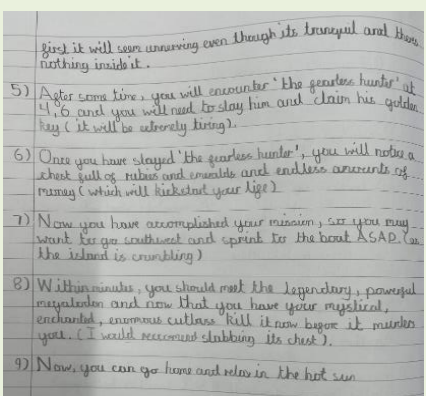 first it will seem unnerving even though its tranquil and theres
nothing inside it.
5) After some time, you will encounter 'the fearless hunter' at
4,6 and you will need to slay him and claim his golden
key (it will be extremely tiring).
6) Once you have slayed 'the fearless hunter', you will notice a
chest full of rubies and emeralds and endless amounts of
money (which will kickstart your life)
7) Now you have accomplished your mission, so you may
want to go southwest and sprint to the boat ASAP. (as
the island is crumbling)
8) Within minutes, you should meet the legendary, powerful
megalodon and now that you have your mystical,
enchanted, enormous cutlass kill it now before it murders
you. (I would reccomend stabbing its chest).
9) Now, you can go home and relax in the hot sun